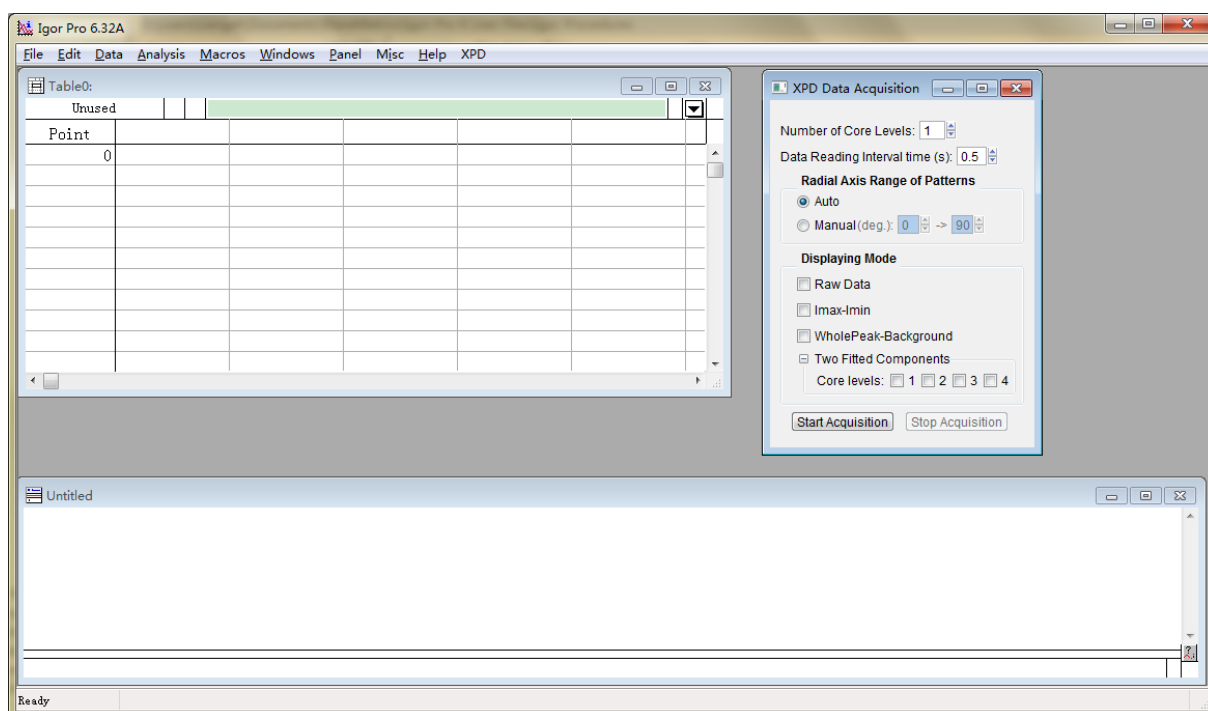 Igor Pro 6.32A
File Edit Data Analysis Macros Windows Panel Misc Help XPD
Table0:
Unused
Point
0
XPD Data Acquisition
Number of Core Levels: 1
Data Reading Interval time (s): 0.5
Radial Axis Range of Patterns
Auto
Manual(deg.): 0 -> 90
Displaying Mode
Raw Data
Imax-Imin
WholePeak-Background
Two Fitted Components
Core levels: 1 2 3 4
Start Acquisition Stop Acquisition
Untitled
Ready